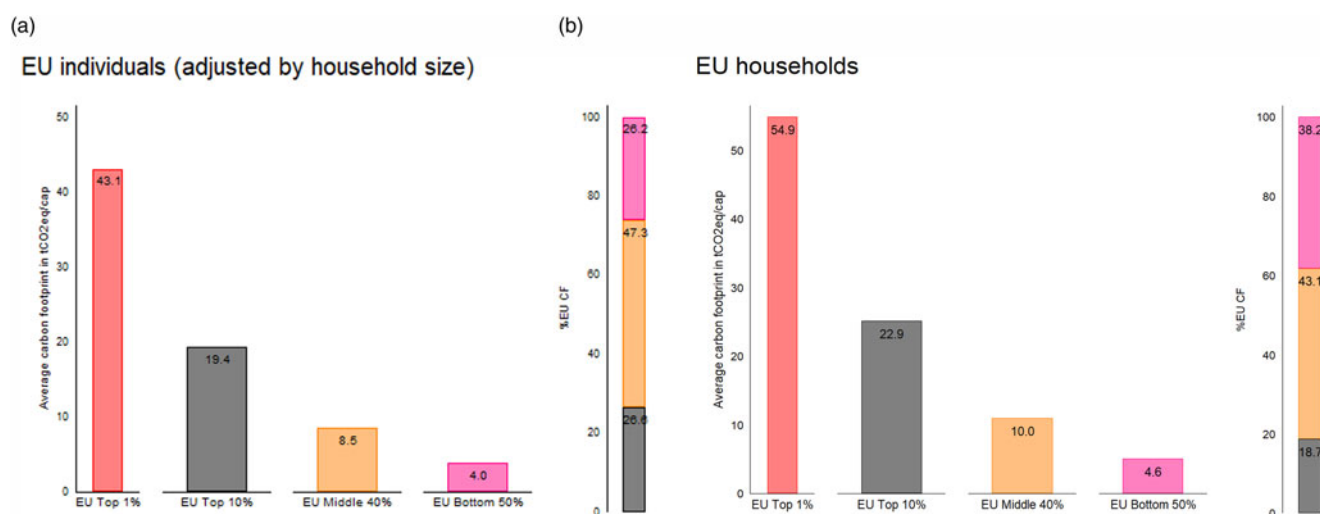 (a)
EU individuals (adjusted by household size)
Average carbon footprint in tCO2eq/cap
50
40
30
20
10
0
43.1
19.4
8.5
4.0
EU Top 1%
EU Top 10%
EU Middle 40%
EU Bottom 50%
%EU CF
100
80
60
40
20
0
26.2
47.3
26.6
(b)
EU households
Average carbon footprint in tCO2eq/cap
50
40
30
20
10
0
54.9
22.9
10.0
4.6
EU Top 1%
EU Top 10%
EU Middle 40%
EU Bottom 50%
%EU CF
100
80
60
40
20
0
38.2
43.1
18.7